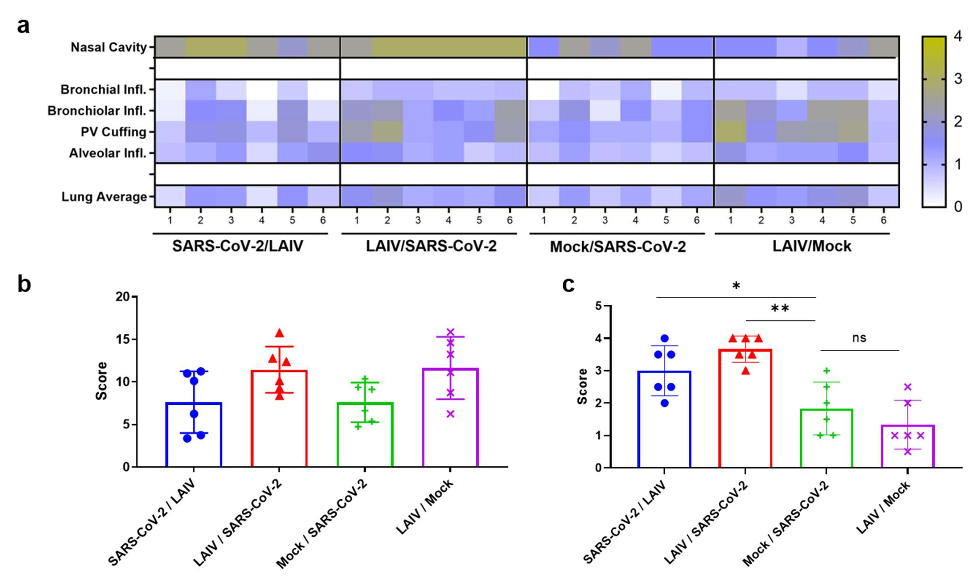 a
Nasal Cavity
Bronchial Infl.
Bronchiolar Infl.
PV Cuffing
Alveolar Infl.
Lung Average
1 2 3 4 5 6 1 2 3 4 5 6 1 2 3 4 5 6 1 2 3 4 5 6
SARS-CoV-2/LAIV LAIV/SARS-CoV-2 Mock/SARS-CoV-2 LAIV/Mock
4
3
2
1
0
b
Score
20
15
10
5
0
SARS-CoV-2 / LAIV
LAIV / SARS-CoV-2
Mock / SARS-CoV-2
LAIV / Mock
c
Score
5
4
3
2
1
0
*
**
ns
SARS-CoV-2 / LAIV
LAIV / SARS-CoV-2
Mock / SARS-CoV-2
LAIV / Mock